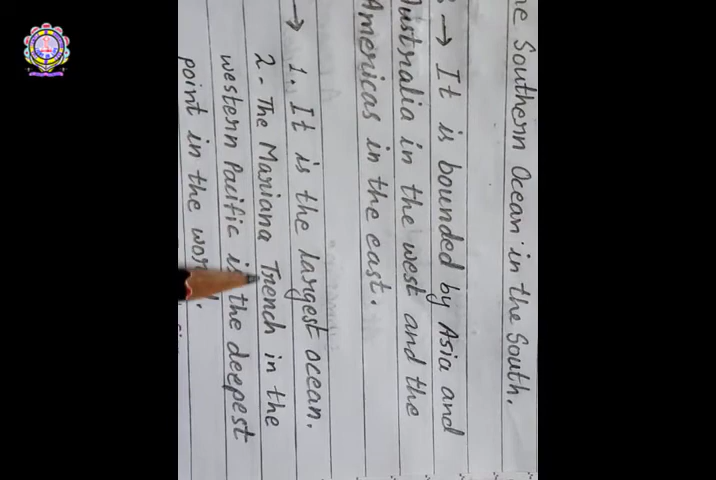 he Southern Ocean in the South.
→ It is bounded by Asia and
Australia in the west and the
Americas in the east.
→ 1. It is the largest ocean.
2- The Mariana Trench in the
western Pacific is the deepest
point in the world.